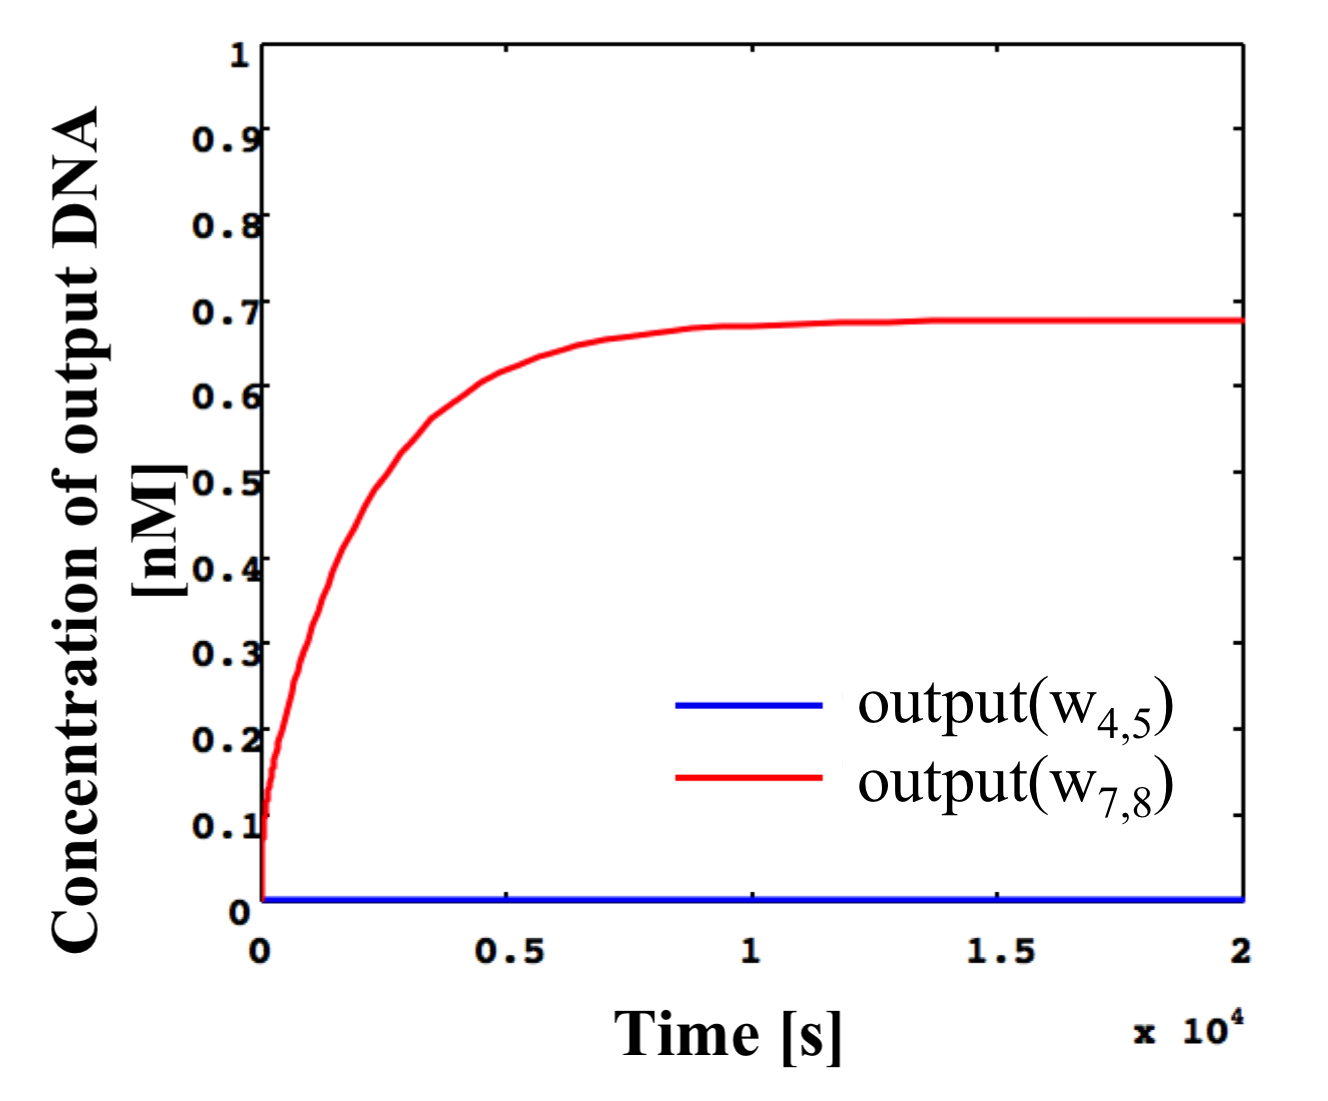 Concentration of output DNA
[nM]
1
0.9
0.8
0.7
0.6
0.5
0.4
0.3
0.2
0.1
0
output(w4,5)
output(w7,8)
0 0.5 1 1.5 2
Time [s]
x 10^4